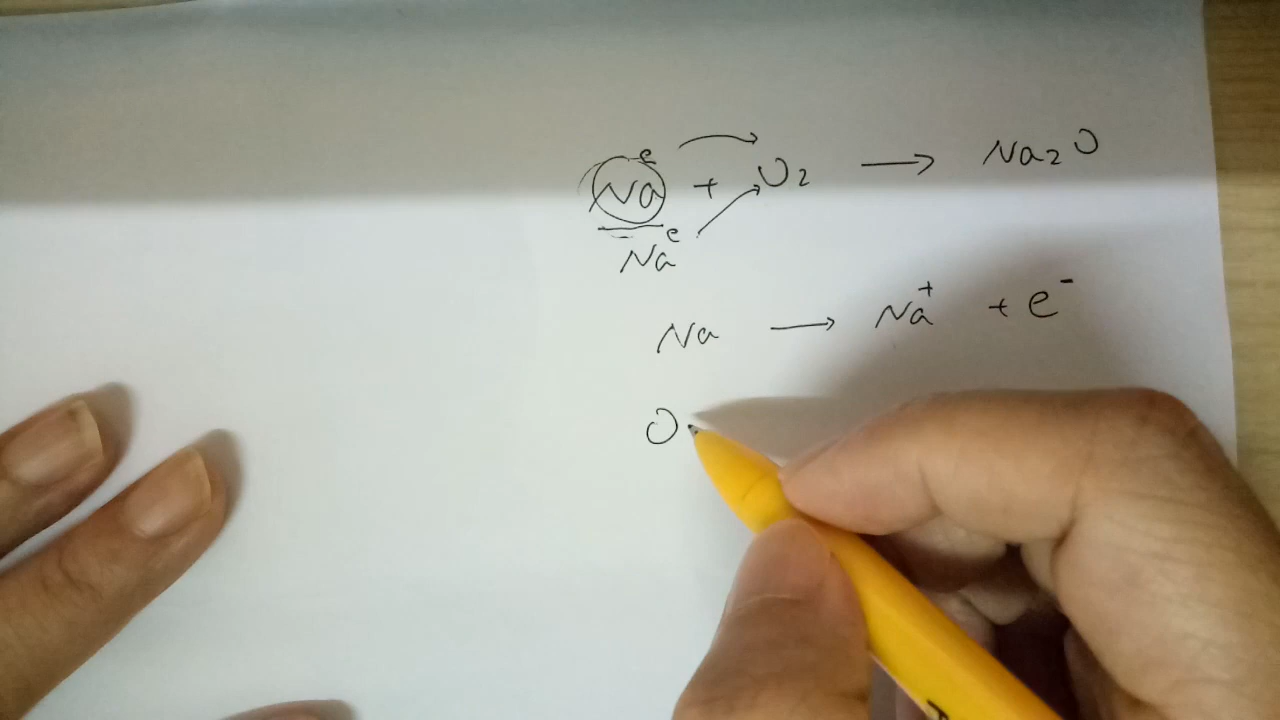 Na^e + O₂ → Na₂O
Na^e
Na → Na⁺ + e⁻
O